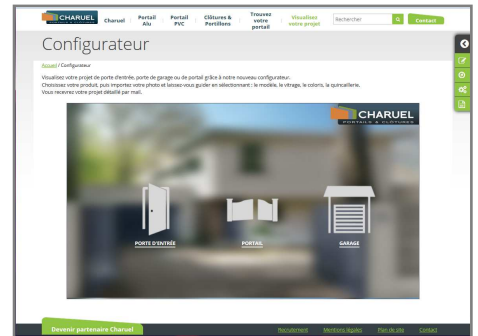 CHARUEL
Charuel
Portail Alu
Portail PVC
Clôtures & Portillons
Trouvez votre portail
Visualisez votre projet
Rechercher
Contact
Configurateur
Accueil / Configurateur
Visualisez votre projet de porte d'entrée, porte de garage ou de portail grâce à notre nouveau configurateur.
Choisissez votre produit, puis importez votre photo et laissez-vous guider en sélectionnant : le modèle, le vitrage, le coloris, la quincaillerie.
Vous recevrez votre projet détaillé par mail.
CHARUEL
PORTAILS & CLÔTURES
PORTE D'ENTRÉE
PORTAIL
GARAGE
Devenir partenaire Charuel
Recrutement
Mentions légales
Plan de site
Contact